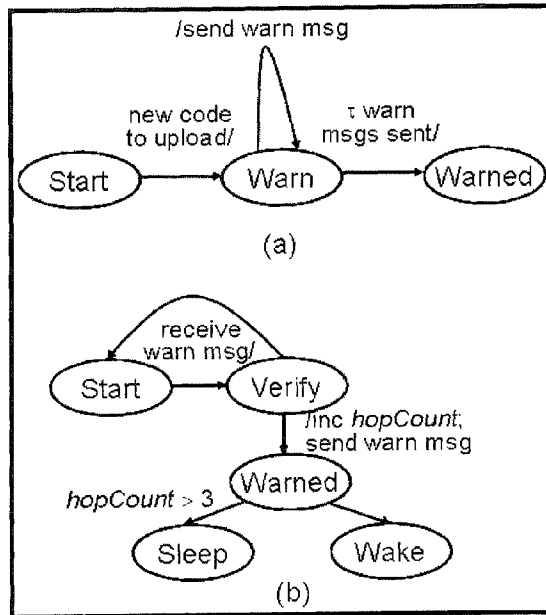 /send warn msg
new code
to upload/
τ warn
msgs sent/
Start
Warn
Warned
(a)
receive
warn msg/
Start
Verify
/inc hopCount;
send warn msg
Warned
hopCount > 3
Sleep
Wake
(b)